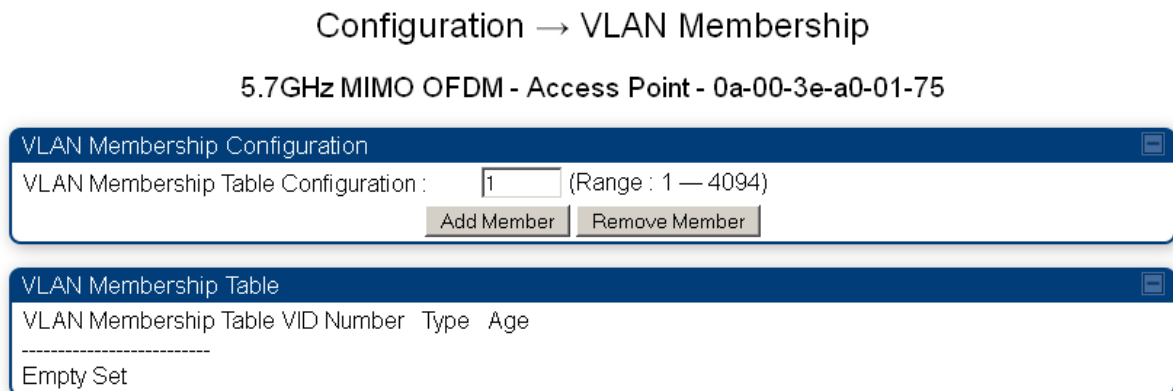 Configuration → VLAN Membership
5.7GHz MIMO OFDM - Access Point - 0a-00-3e-a0-01-75
VLAN Membership Configuration
VLAN Membership Table Configuration : 1 (Range : 1 — 4094)
Add Member Remove Member
VLAN Membership Table
VLAN Membership Table VID Number Type Age
--------------------------
Empty Set